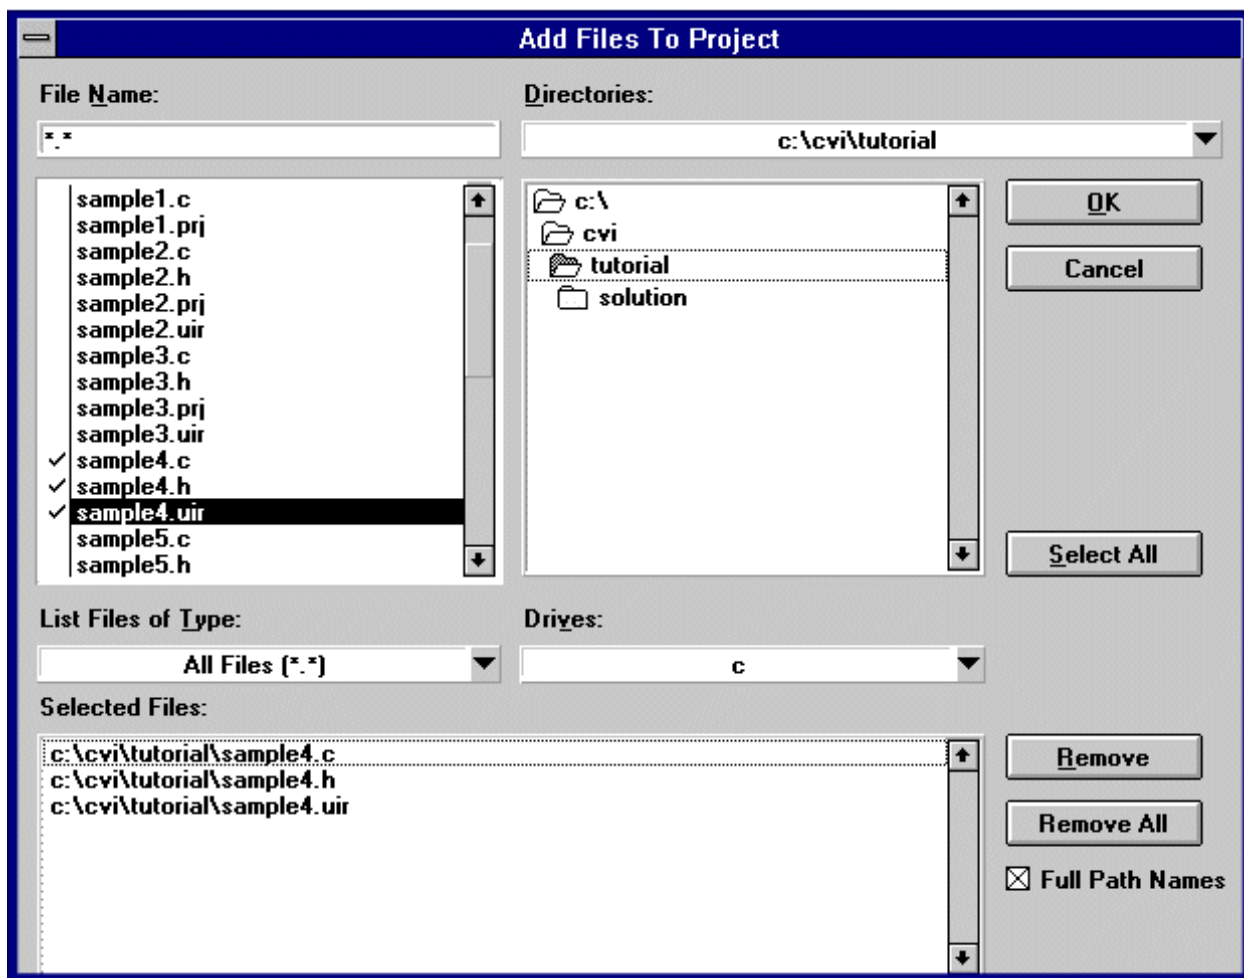 Add Files To Project
File Name:
*.*
Directories:
c:\cvi\tutorial
sample1.c
sample1.prj
sample2.c
sample2.h
sample2.prj
sample2.uir
sample3.c
sample3.h
sample3.prj
sample3.uir
sample4.c
sample4.h
sample4.uir
sample5.c
sample5.h
c:\
cvi
tutorial
solution
OK
Cancel
Select All
List Files of Type:
All Files (*.*)
Drives:
c
Selected Files:
c:\cvi\tutorial\sample4.c
c:\cvi\tutorial\sample4.h
c:\cvi\tutorial\sample4.uir
Remove
Remove All
Full Path Names